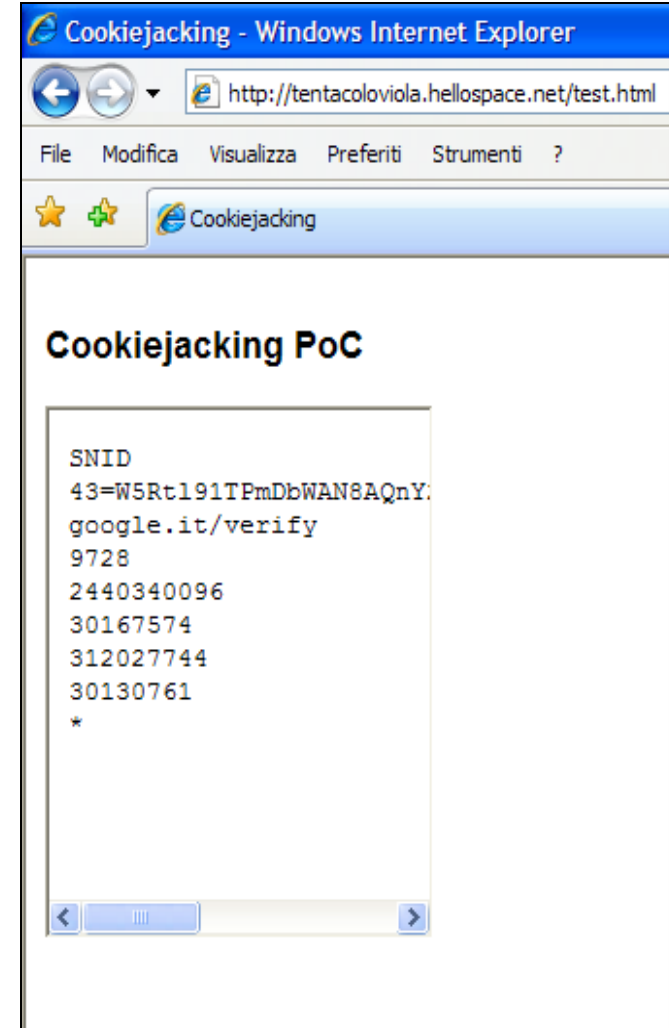 Cookiejacking - Windows Internet Explorer
http://tentacoloviola.hellospace.net/test.html
File Modifica Visualizza Preferiti Strumenti ?
Cookiejacking
Cookiejacking PoC
SNID
43=W5Rtl91TPmDbWAN8AQnY
google.it/verify
9728
2440340096
30167574
312027744
30130761
*